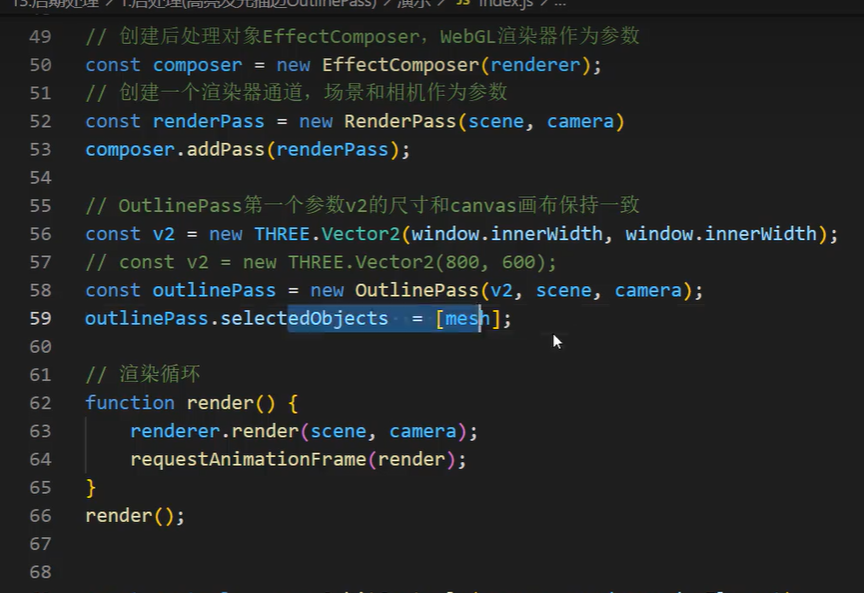 13.后期处理 > 1.后处理(高亮发光描边OutlinePass) > 演示 > JS index.js > ...
49 // 创建后处理对象EffectComposer，WebGL渲染器作为参数
50 const composer = new EffectComposer(renderer);
51 // 创建一个渲染器通道，场景和相机作为参数
52 const renderPass = new RenderPass(scene, camera)
53 composer.addPass(renderPass);
54
55 // OutlinePass第一个参数v2的尺寸和canvas画布保持一致
56 const v2 = new THREE.Vector2(window.innerWidth, window.innerWidth);
57 // const v2 = new THREE.Vector2(800, 600);
58 const outlinePass = new OutlinePass(v2, scene, camera);
59 outlinePass.selectedObjects  = [mesh];
60
61 // 渲染循环
62 function render() {
63 renderer.render(scene, camera);
64 requestAnimationFrame(render);
65 }
66 render();
67
68